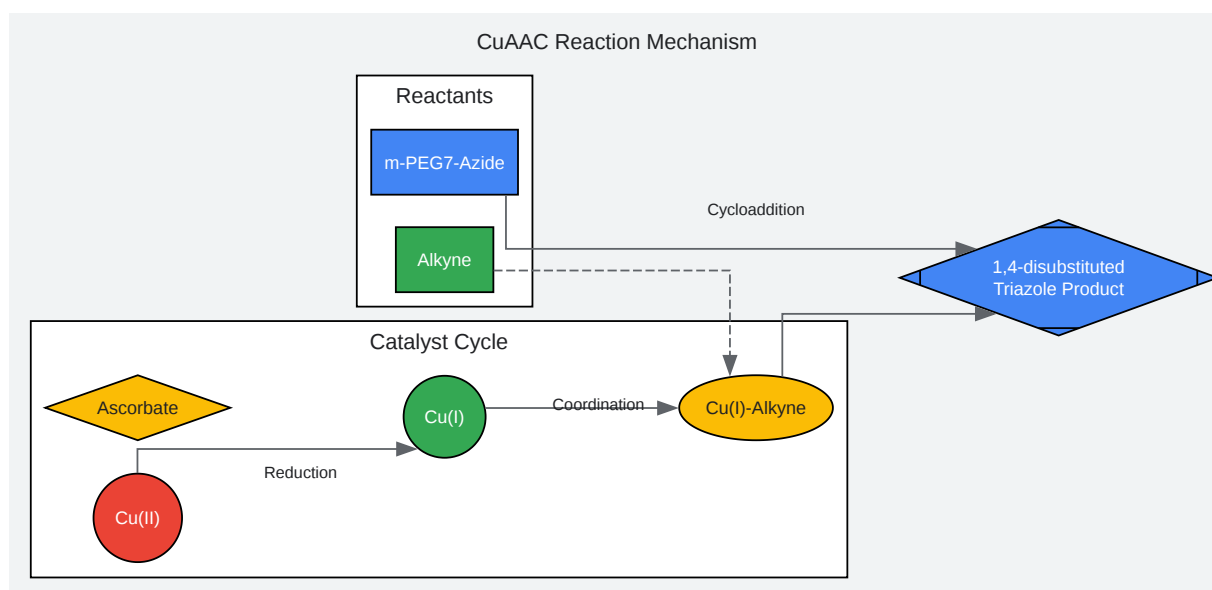 CuAAC Reaction Mechanism
Reactants
m-PEG7-Azide
Alkyne
Cycloaddition
1,4-disubstituted
Triazole Product
Catalyst Cycle
Ascorbate
Cu(I)
Coordination
Cu(I)-Alkyne
Reduction
Cu(II)